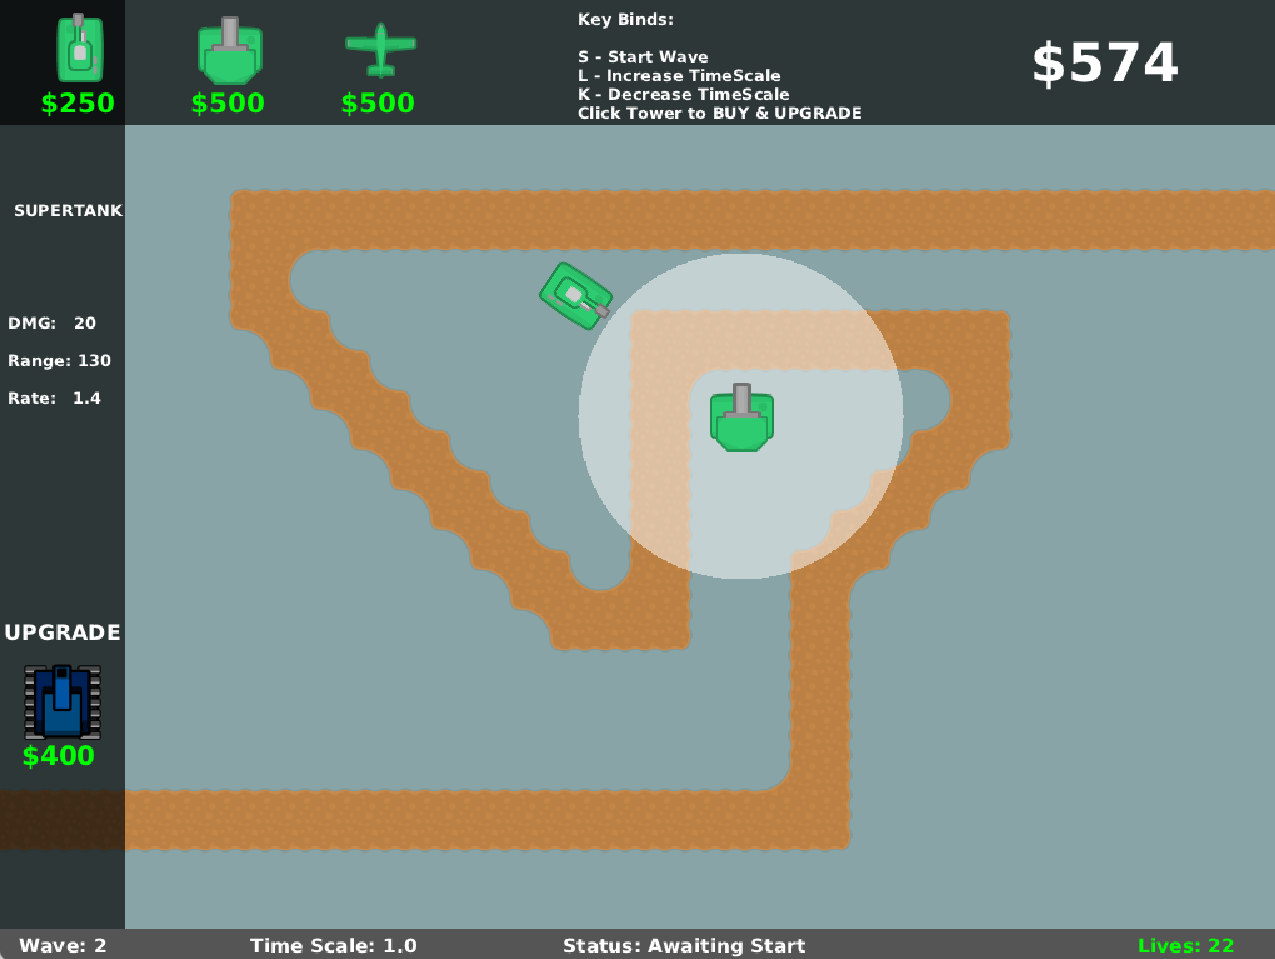 $250
$500
$500
Key Binds:
S - Start Wave
L - Increase TimeScale
K - Decrease TimeScale
Click Tower to BUY & UPGRADE
$574
SUPERTANK
DMG: 20
Range: 130
Rate: 1.4
UPGRADE
$400
Wave: 2
Time Scale: 1.0
Status: Awaiting Start
Lives: 22